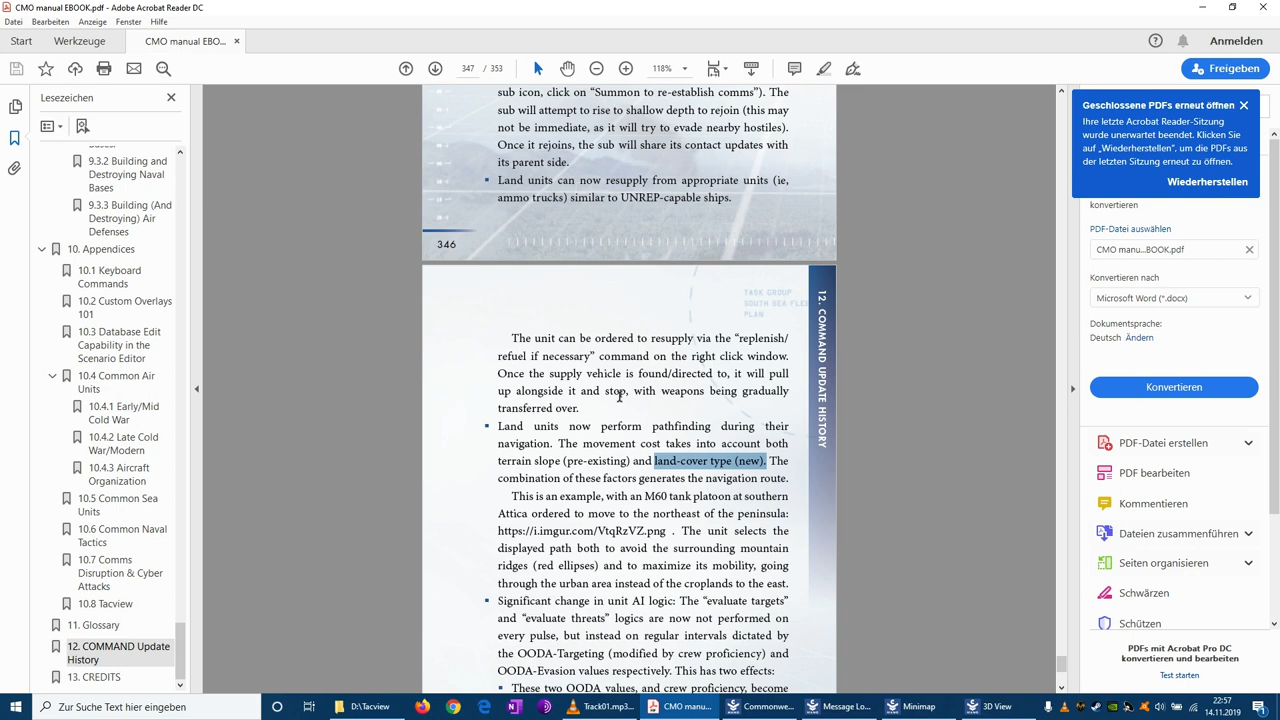 CMO manual EBOOK.pdf - Adobe Acrobat Reader DC
Datei Bearbeiten Anzeige Fenster Hilfe
Start Werkzeuge CMO manual EBO... × Anmelden
347 / 353 118% Freigeben
Lesezeichen
9.3.2 Building and
Destroying Naval
Bases
9.3.3 Building (And
Destroying) Air
Defenses
10. Appendices
10.1 Keyboard
Commands
10.2 Custom Overlays
101
10.3 Database Edit
Capability in the
Scenario Editor
10.4 Common Air
Units
10.4.1 Early/Mid
Cold War
10.4.2 Late Cold
War/Modern
10.4.3 Aircraft
Organization
10.5 Common Sea
Units
10.6 Common Naval
Tactics
10.7 Comms
Disruption & Cyber
Attacks
10.8 Tacview
11. Glossary
12. COMMAND Update
History
13. CREDITS
sub icon, click on “Summon to re-establish comms”). The
sub will attempt to rise to shallow depth to rejoin (this may
not be immediate, as it will try to evade nearby hostiles).
Once it rejoins, the sub will share its contact updates with
its parent side.
▪ Land units can now resupply from appropriate units (ie,
ammo trucks) similar to UNREP-capable ships.
346
TASK GROUP
SOUTH SEA FLEE
PLAN
12. COMMAND UPDATE HISTORY
The unit can be ordered to resupply via the “replenish/
refuel if necessary” command on the right click window.
Once the supply vehicle is found/directed to, it will pull
up alongside it and stop, with weapons being gradually
transferred over.
▪ Land units now perform pathfinding during their
navigation. The movement cost takes into account both
terrain slope (pre-existing) and land-cover type (new). The
combination of these factors generates the navigation route.
This is an example, with an M60 tank platoon at southern
Attica ordered to move to the northeast of the peninsula:
https://i.imgur.com/VtqRzVZ.png . The unit selects the
displayed path both to avoid the surrounding mountain
ridges (red ellipses) and to maximize its mobility, going
through the urban area instead of the croplands to the east.
▪ Significant change in unit AI logic: The “evaluate targets”
and “evaluate threats” logics are now not performed on
every pulse, but instead on regular intervals dictated by
the OODA-Targeting (modified by crew proficiency) and
OODA-Evasion values respectively. This has two effects:
▪ These two OODA values, and crew proficiency, become
Geschlossene PDFs erneut öffnen
Ihre letzte Acrobat Reader-Sitzung
wurde unerwartet beendet. Klicken Sie
auf „Wiederherstellen”, um die PDFs aus
der letzten Sitzung erneut zu öffnen.
Wiederherstellen
konvertieren
PDF-Datei auswählen
CMO manu...BOOK.pdf
Konvertieren nach
Microsoft Word (*.docx)
Dokumentsprache:
Deutsch Ändern
Konvertieren
PDF-Datei erstellen
PDF bearbeiten
Kommentieren
Dateien zusammenführen
Seiten organisieren
Schwärzen
Schützen
PDFs mit Acrobat Pro DC
konvertieren und bearbeiten
Test starten
Zur Suche Text hier eingeben D:\Tacview Track01.mp3... CMO manu... Commonwe... Message Lo... Minimap 3D View 22:57
14.11.2019